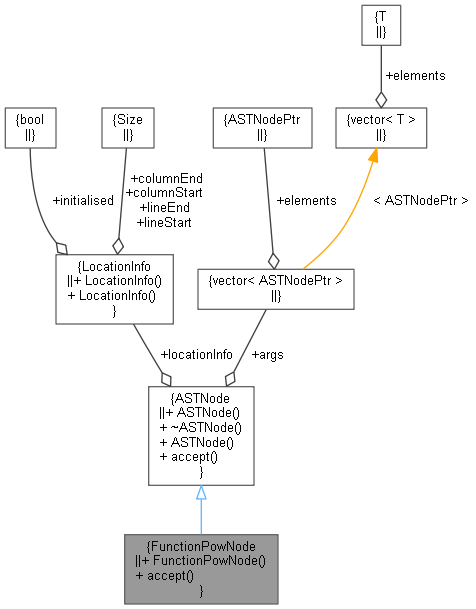 {T
||}
+elements
{bool
||}
{Size
||}
{ASTNodePtr
||}
{vector< T >
||}
+initialised
+columnEnd
+columnStart
+lineEnd
+lineStart
+elements
< ASTNodePtr >
{LocationInfo
||+ LocationInfo()
+ LocationInfo()
}
{vector< ASTNodePtr >
||}
+locationInfo
+args
{ASTNode
||+ ASTNode()
+ ~ASTNode()
+ ASTNode()
+ accept()
}
{FunctionPowNode
||+ FunctionPowNode()
+ accept()
}